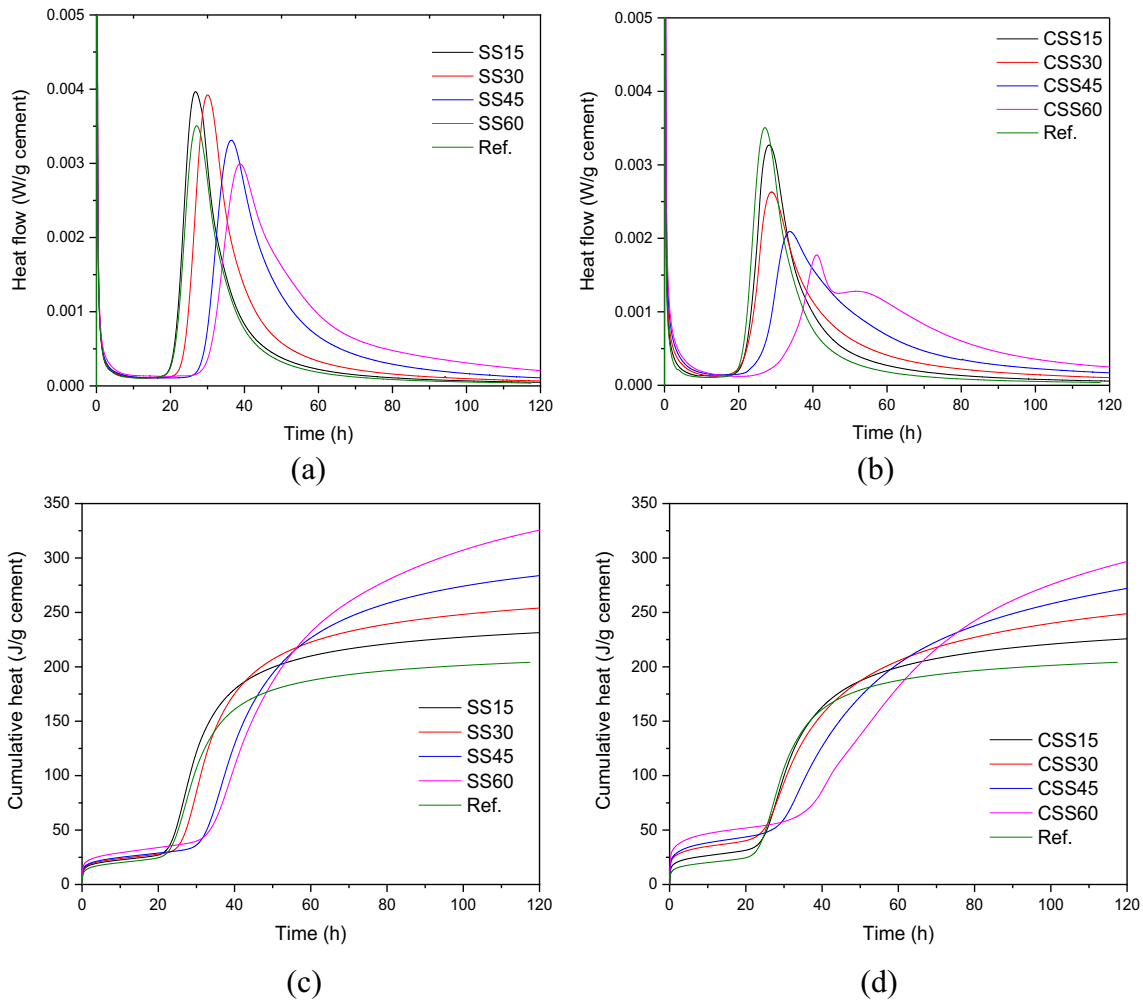 0.005
0.004
0.003
0.002
0.001
0.000
Heat flow (W/g cement)
0 20 40 60 80 100 120
Time (h)
SS15
SS30
SS45
SS60
Ref.
(a)
0.005
0.004
0.003
0.002
0.001
0.000
Heat flow (W/g cement)
0 20 40 60 80 100 120
Time (h)
CSS15
CSS30
CSS45
CSS60
Ref.
(b)
350
300
250
200
150
100
50
0
Cumulative heat (J/g cement)
0 20 40 60 80 100 120
Time (h)
SS15
SS30
SS45
SS60
Ref.
(c)
350
300
250
200
150
100
50
0
Cumulative heat (J/g cement)
0 20 40 60 80 100 120
Time (h)
CSS15
CSS30
CSS45
CSS60
Ref.
(d)